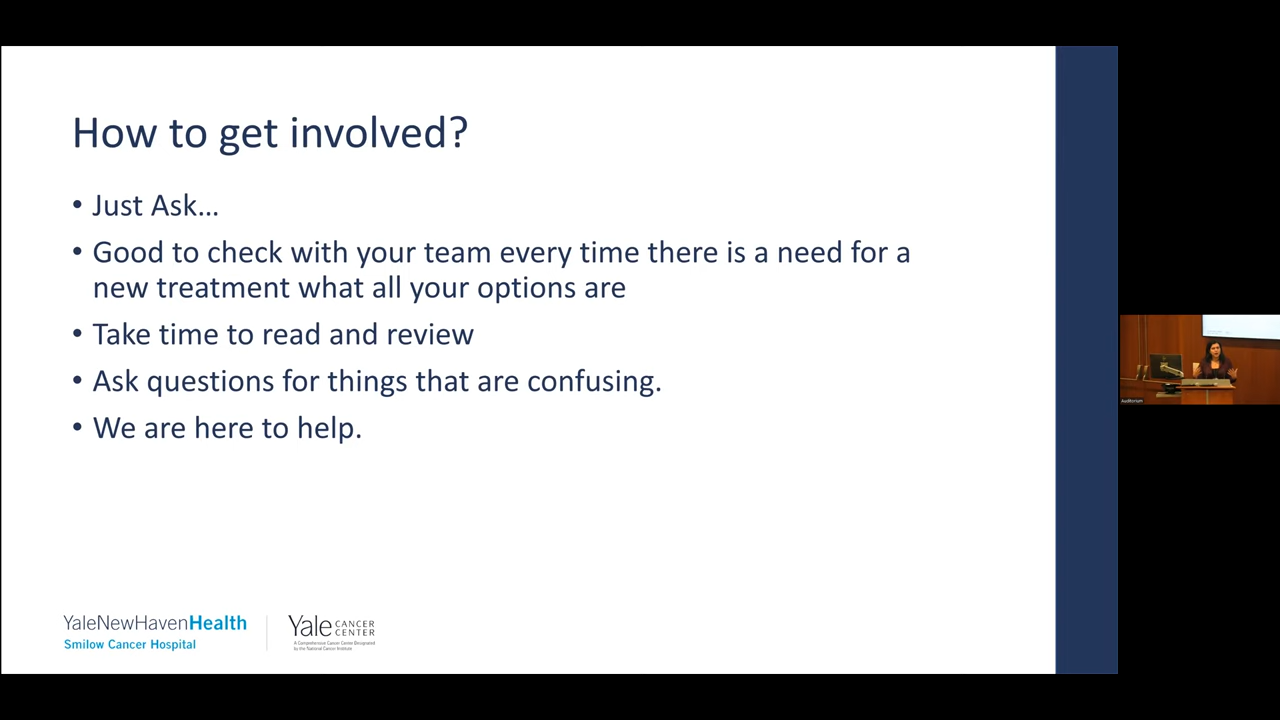 How to get involved?
• Just Ask...
• Good to check with your team every time there is a need for a
new treatment what all your options are
• Take time to read and review
• Ask questions for things that are confusing.
• We are here to help.
YaleNewHavenHealth
Smilow Cancer Hospital
Yale CANCER
CENTER
A Comprehensive Cancer Center Designated
by the National Cancer Institute
Auditorium